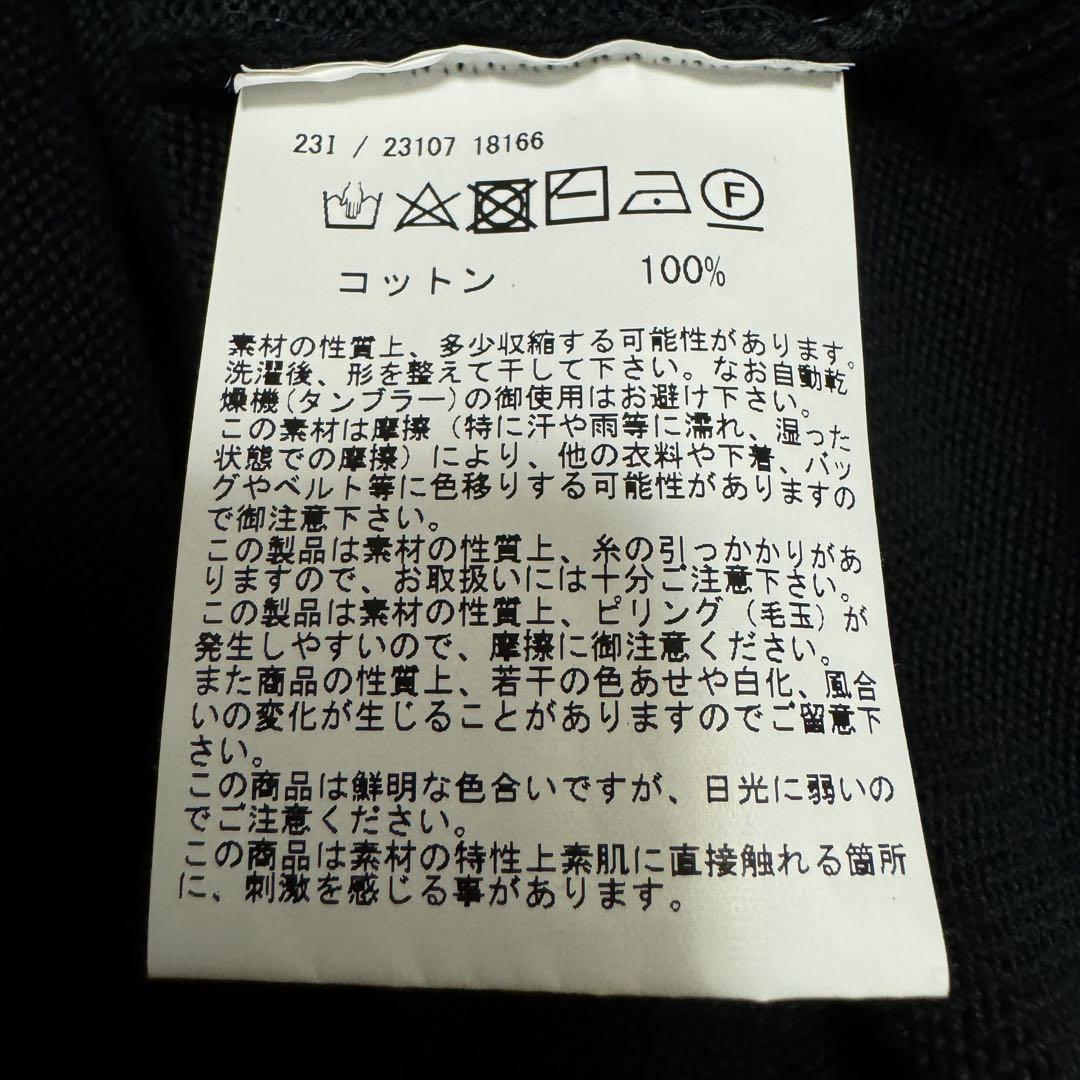 23I / 23107 18166
F
コットン 100%
素材の性質上、多少収縮する可能性があります。
洗濯後、形を整えて干して下さい。なお自動乾
燥機(タンブラー)の御使用はお避け下さい。
この素材は摩擦（特に汗や雨等に濡れ、湿った
状態での摩擦）により、他の衣料や下着、バッ
グやベルト等に色移りする可能性がありますの
で御注意下さい。
この製品は素材の性質上、糸の引っかかりがあ
りますので、お取扱いには十分ご注意下さい。
この製品は素材の性質上、ピリング（毛玉）が
発生しやすいので、摩擦に御注意ください。
また商品の性質上、若干の色あせや白化、風合
いの変化が生じることがありますのでご留意下
さい。
この商品は鮮明な色合いですが、日光に弱いの
でご注意ください。
この商品は素材の特性上素肌に直接触れる箇所
に、刺激を感じる事があります。